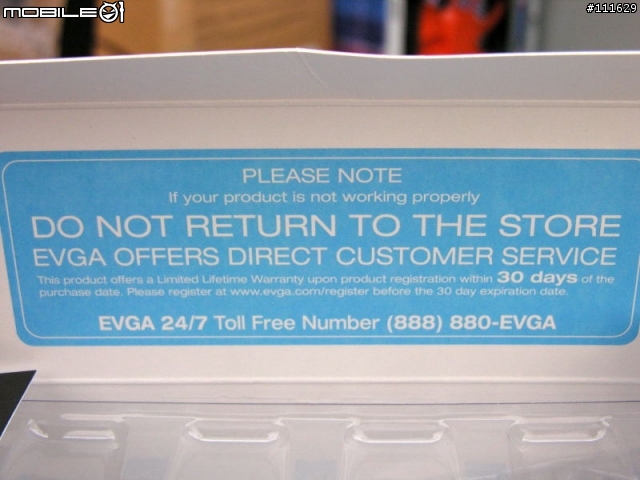 MOBILE01
#111629
PLEASE NOTE
If your product is not working properly
DO NOT RETURN TO THE STORE
EVGA OFFERS DIRECT CUSTOMER SERVICE
This product offers a Limited Lifetime Warranty upon product registration within 30 days of the
purchase date. Please register at www.evga.com/register before the 30 day expiration date.
EVGA 24/7 Toll Free Number (888) 880-EVGA